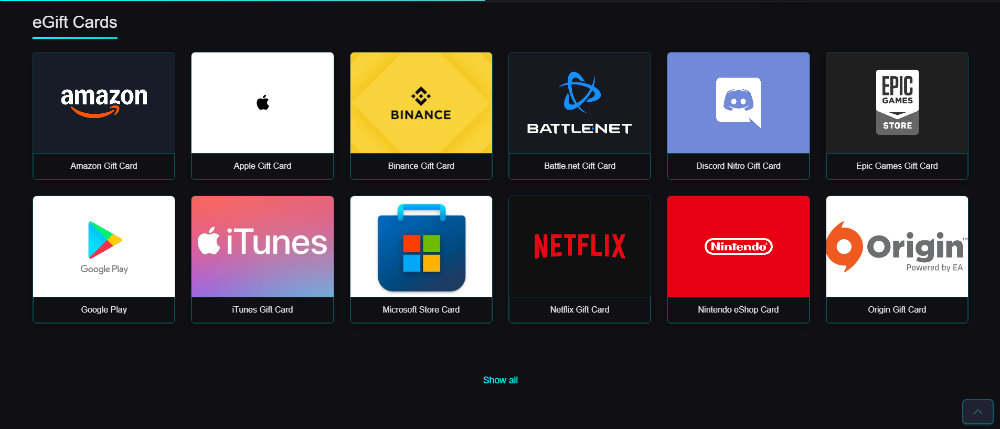 eGift Cards
amazon
BINANCE
BATTLE.NET
EPIC
GAMES
STORE
Amazon Gift Card
Apple Gift Card
Binance Gift Card
Battle.net Gift Card
Discord Nitro Gift Card
Epic Games Gift Card
Google Play
iTunes
NETFLIX
Nintendo
Origin™
Powered by EA
Google Play
iTunes Gift Card
Microsoft Store Card
Netflix Gift Card
Nintendo eShop Card
Origin Gift Card
Show all